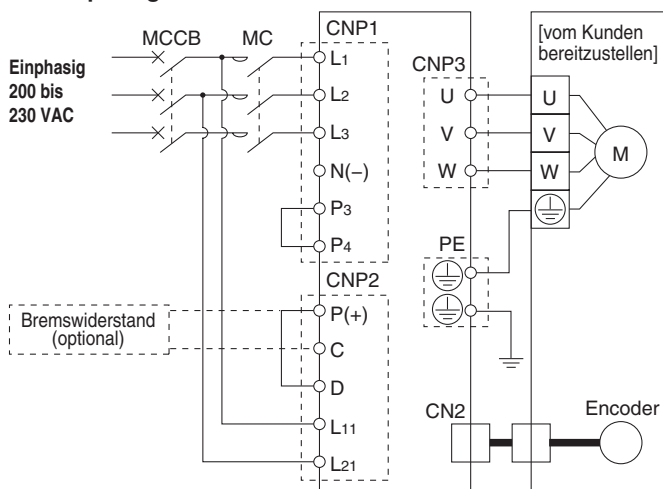 MCCB
MC
CNP1
Einphasig
200 bis
230 VAC
L1
L2
L3
N(−)
P3
P4
CNP2
P(+)
C
D
L11
L21
Bremswiderstand
(optional)
CNP3
U
V
W
PE
CN2
[vom Kunden
bereitzustellen]
U
V
W
M
Encoder